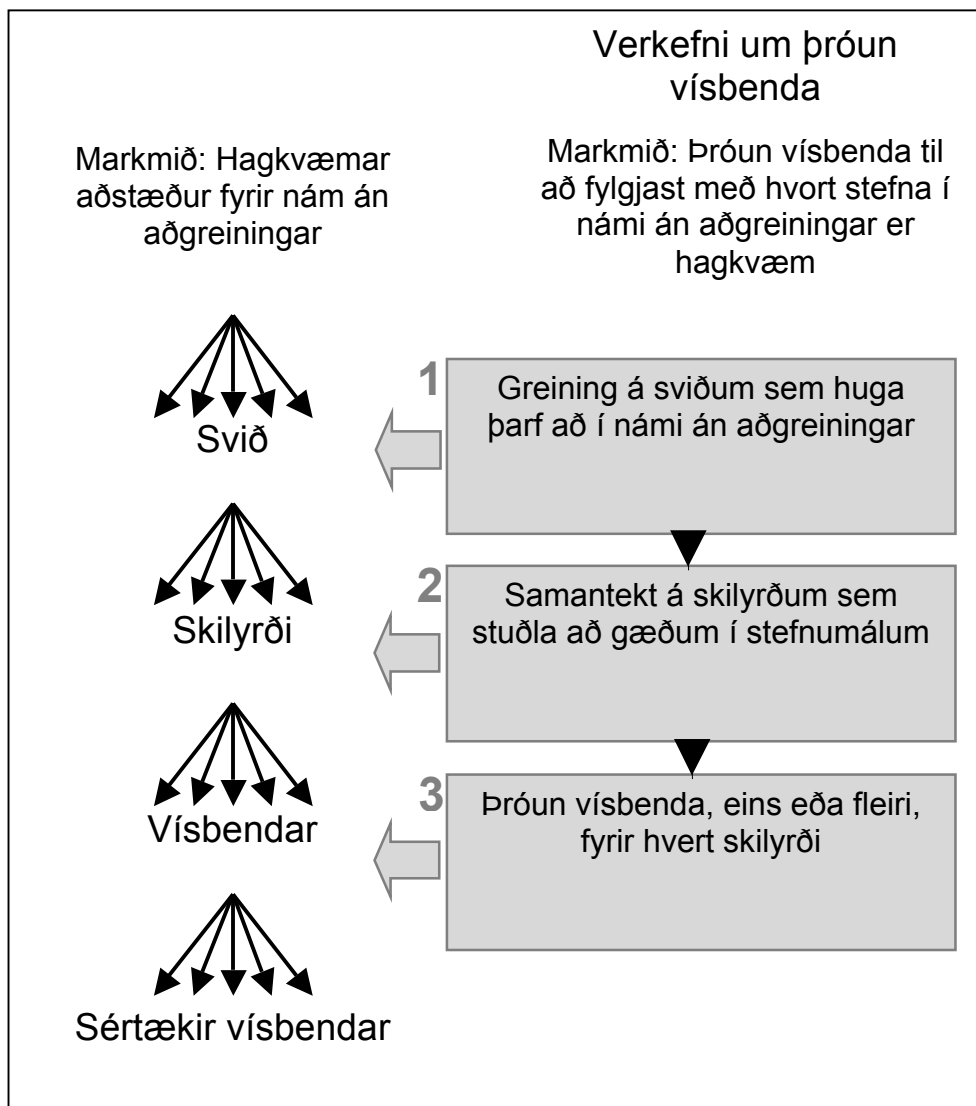 Verkefni um þróun
vísbenda
Markmið: Hagkvæmar
aðstæður fyrir nám án
aðgreiningar
Markmið: Þróun vísbenda til
að fylgjast með hvort stefna í
námi án aðgreiningar er
hagkvæm
1
Greining á sviðum sem huga
þarf að í námi án aðgreiningar
Svið
2
Samantekt á skilyrðum sem
stuðla að gæðum í stefnumálum
Skilyrði
3
Þróun vísbenda, eins eða fleiri,
fyrir hvert skilyrði
Vísbendar
Sértækir vísbendar